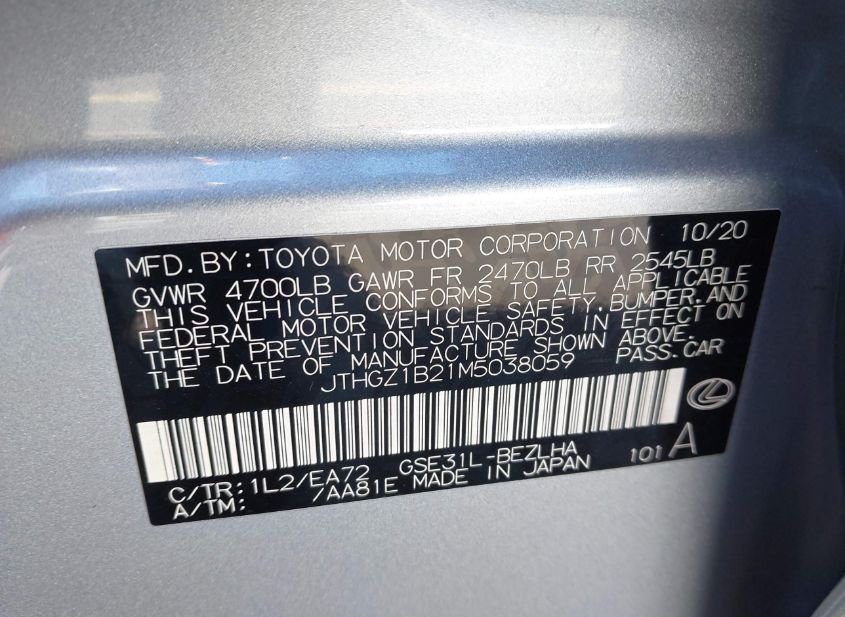 MFD. BY: TOYOTA MOTOR CORPORATION 10/20
GVWR 4700LB GAWR FR 2470LB RR 2545LB
THIS VEHICLE CONFORMS TO ALL APPLICABLE
FEDERAL MOTOR VEHICLE SAFETY, BUMPER, AND
THEFT PREVENTION STANDARDS IN EFFECT ON
THE DATE OF MANUFACTURE SHOWN ABOVE.
JTHGZ1B21M5038059 PASS. CAR
C/TR: 1L2/EA72 GSE31L-BEZLHA 101 A
A/TM: /AA81E MADE IN JAPAN